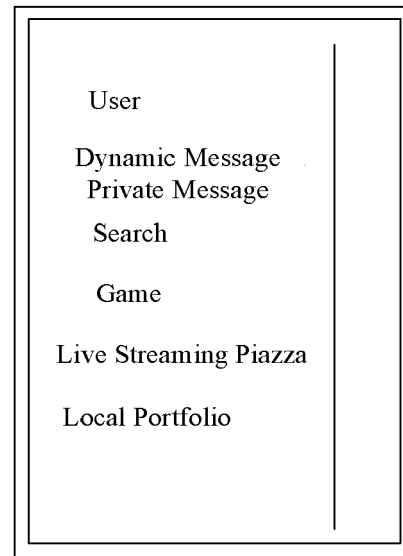 User
Dynamic Message
Private Message
Search
Game
Live Streaming Piazza
Local Portfolio